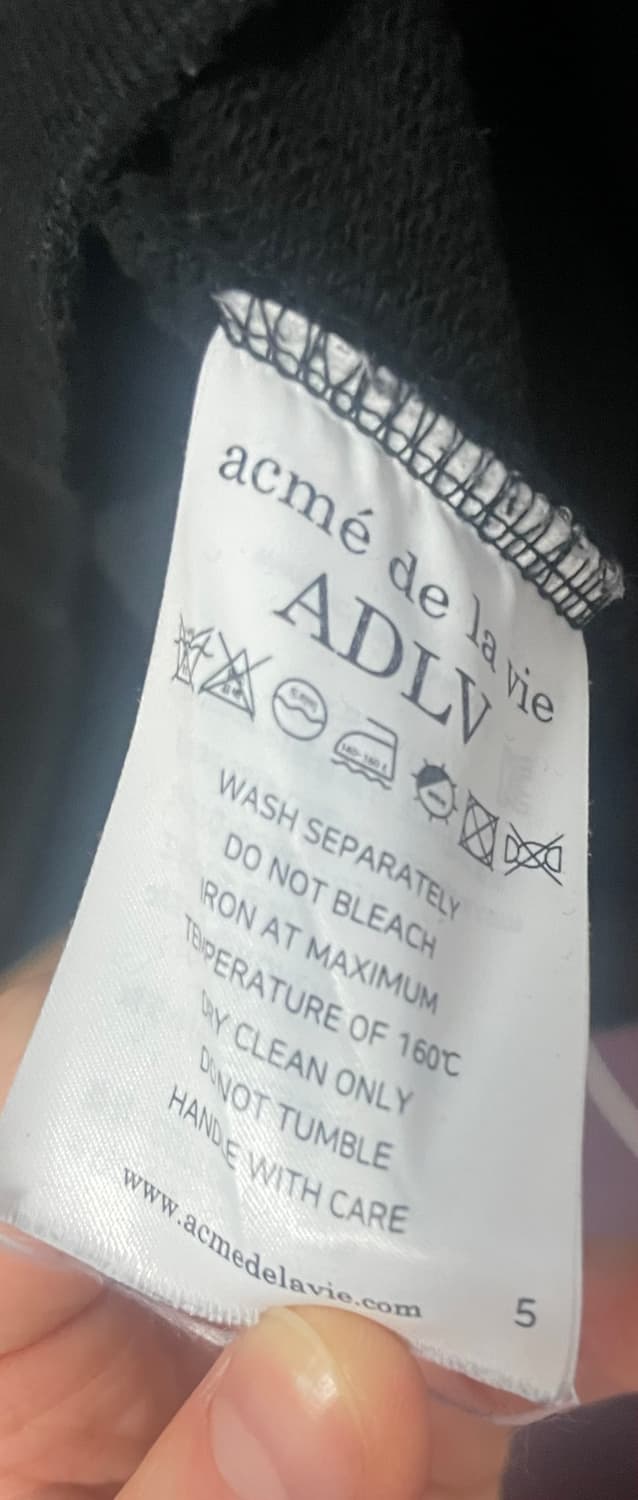 acmé de la vie
ADLV
WASH SEPARATELY
DO NOT BLEACH
IRON AT MAXIMUM
TEMPERATURE OF 160℃
DRY CLEAN ONLY
DO NOT TUMBLE
HANDLE WITH CARE
www.acmedelavie.com
5